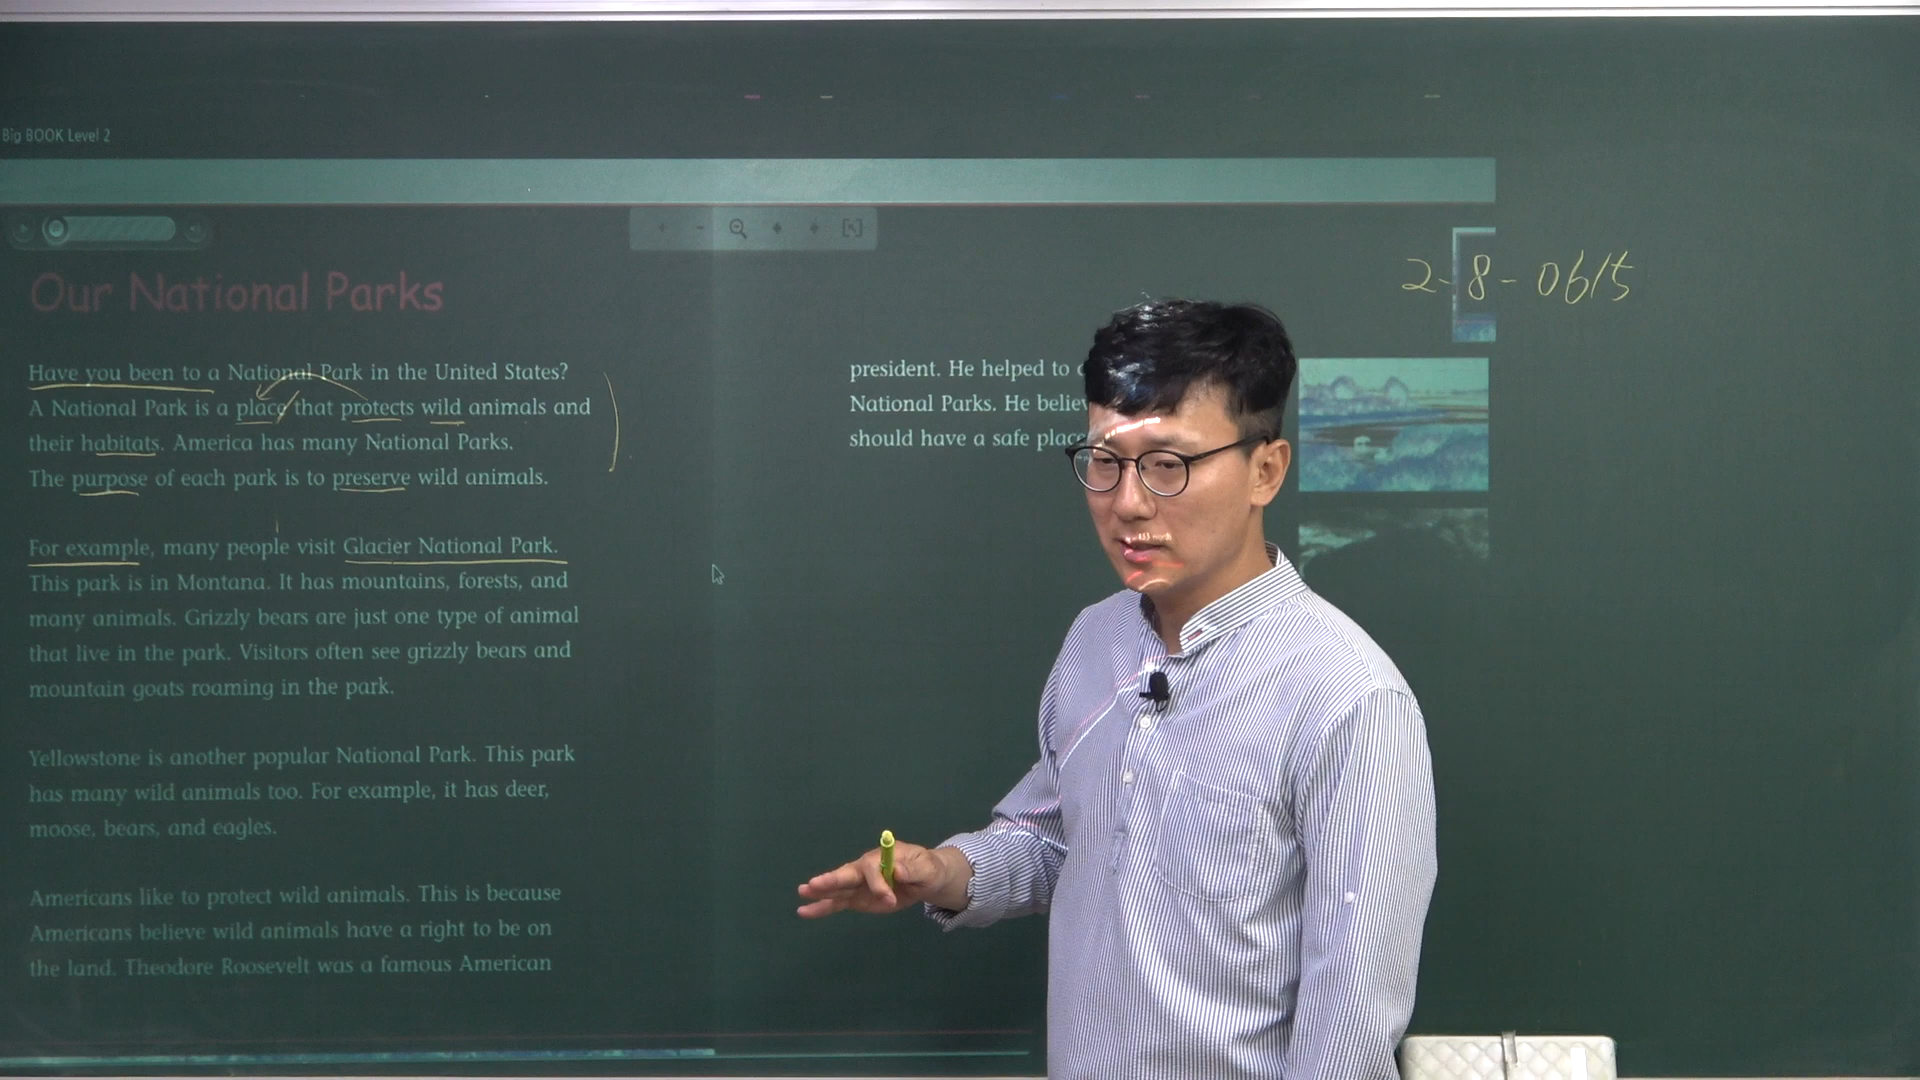 Big BOOK Level 2
Our National Parks
2-8-0615
Have you been to a National Park in the United States?
A National Park is a place that protects wild animals and
their habitats. America has many National Parks.
The purpose of each park is to preserve wild animals.
For example, many people visit Glacier National Park.
This park is in Montana. It has mountains, forests, and
many animals. Grizzly bears are just one type of animal
that live in the park. Visitors often see grizzly bears and
mountain goats roaming in the park.
Yellowstone is another popular National Park. This park
has many wild animals too. For example, it has deer,
moose, bears, and eagles.
Americans like to protect wild animals. This is because
Americans believe wild animals have a right to be on
the land. Theodore Roosevelt was a famous American
president. He helped to
National Parks. He
should have a safe place